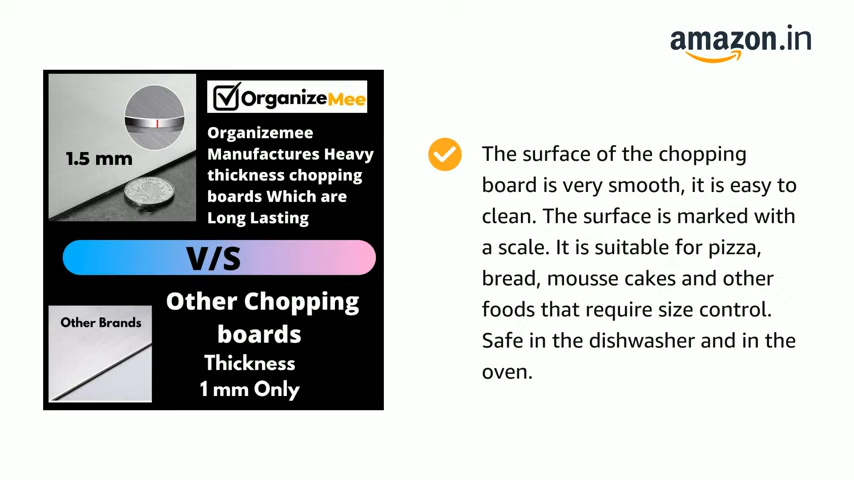 amazon.in
OrganizeMee
1.5 mm
Organizemee
Manufactures Heavy
thickness chopping
boards Which are
Long Lasting
V/S
Other Chopping
boards
Thickness
1 mm Only
Other Brands
The surface of the chopping
board is very smooth, it is easy to
clean. The surface is marked with
a scale. It is suitable for pizza,
bread, mousse cakes and other
foods that require size control.
Safe in the dishwasher and in the
oven.